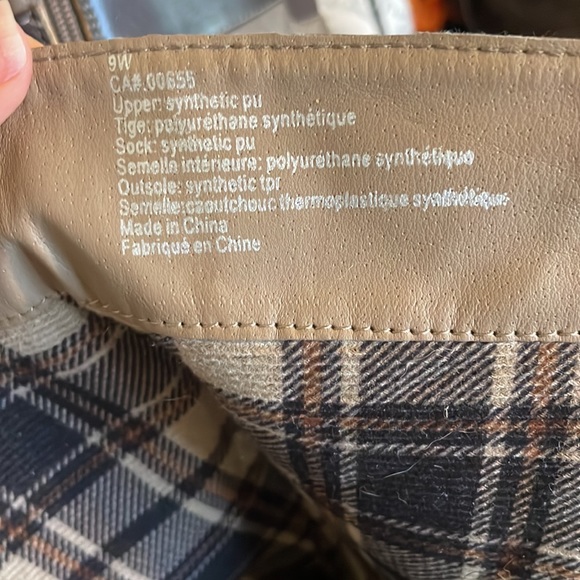 9W
CA#.00655
Upper: synthetic pu
Tige: polyuréthane synthétique
Sock: synthetic pu
Semelle intérieure: polyuréthane synthétique
Outsole: synthetic tpr
Semelle: caoutchouc thermoplastique synthétique
Made in China
Fabriqué en Chine